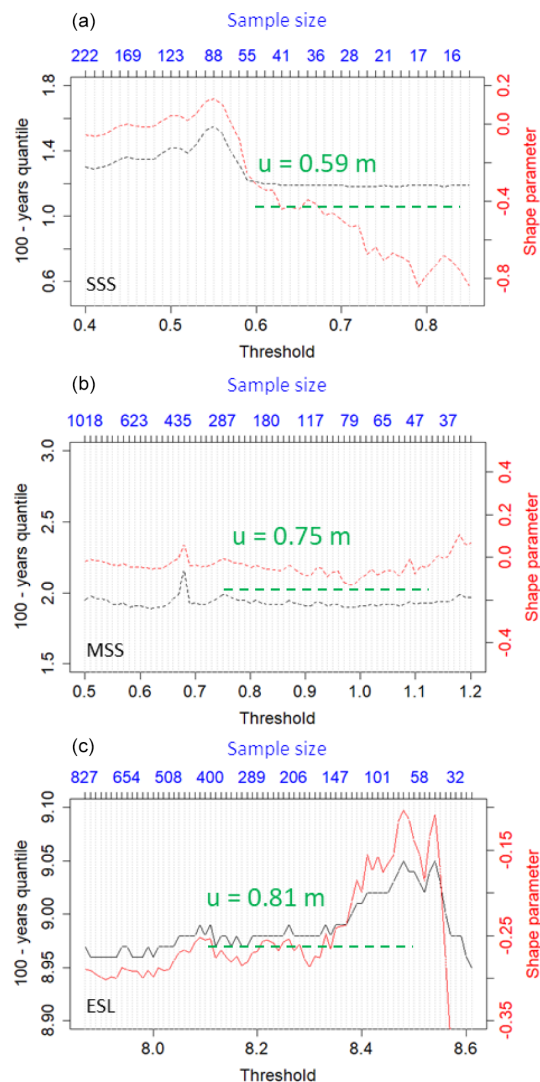 (a)
Sample size
222 169 123 88 55 41 36 28 21 17 16
1.8
1.4
1.0
0.6
100 - years quantile
0.2
0.0
-0.4
-0.8
Shape parameter
u = 0.59 m
SSS
0.4 0.5 0.6 0.7 0.8
Threshold
(b)
Sample size
1018 623 435 287 180 117 79 65 47 37
3.0
2.5
2.0
1.5
100 - years quantile
0.4
0.2
0.0
-0.4
Shape parameter
u = 0.75 m
MSS
0.5 0.6 0.7 0.8 0.9 1.0 1.1 1.2
Threshold
(c)
Sample size
827 654 508 400 289 206 147 101 58 32
9.10
9.05
9.00
8.95
8.90
100 - years quantile
-0.15
-0.25
-0.35
Shape parameter
u = 0.81 m
ESL
8.0 8.2 8.4 8.6
Threshold